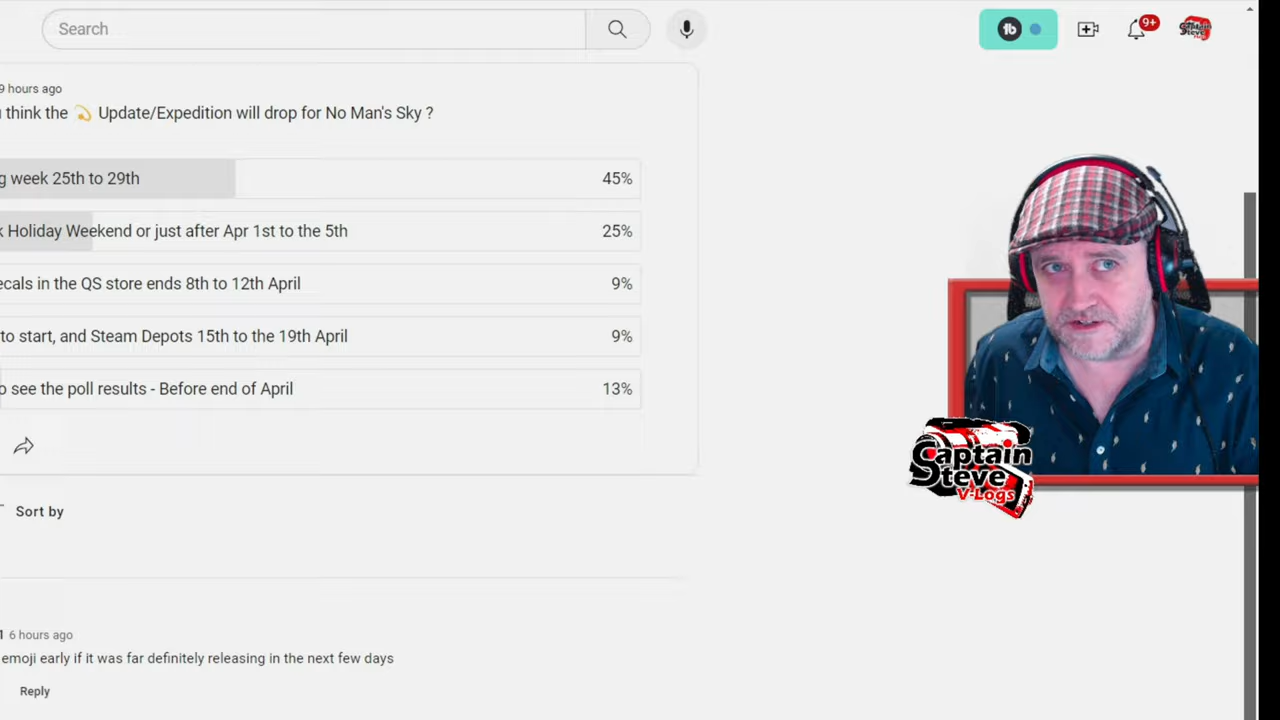 Search
9+
9 hours ago
think the 💫 Update/Expedition will drop for No Man's Sky ?
g week 25th to 29th
45%
k Holiday Weekend or just after Apr 1st to the 5th
25%
ecals in the QS store ends 8th to 12th April
9%
to start, and Steam Depots 15th to the 19th April
9%
o see the poll results - Before end of April
13%
Captain
Steve
V-Logs
Sort by
6 hours ago
emoji early if it was far definitely releasing in the next few days
Reply